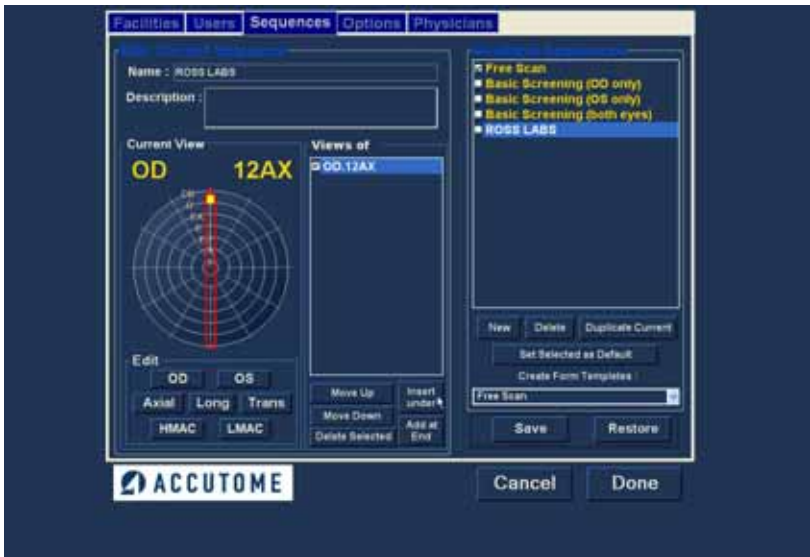 Facilities Users Sequences Options Physicians
Name : ROSS LABS
Description :
Current View
OD 12AX
Views of
OD.12AX
Edit
OD OS
Axial Long Trans
HMAC LMAC
Move Up
Move Down
Delete Selected
Insert under
Add at End
Free Scan
Basic Screening (OD only)
Basic Screening (OS only)
Basic Screening (both eyes)
ROSS LABS
New Delete Duplicate Current
Set Selected as Default
Create Form Templates
Free Scan
Save Restore
ACCUTOME
Cancel Done